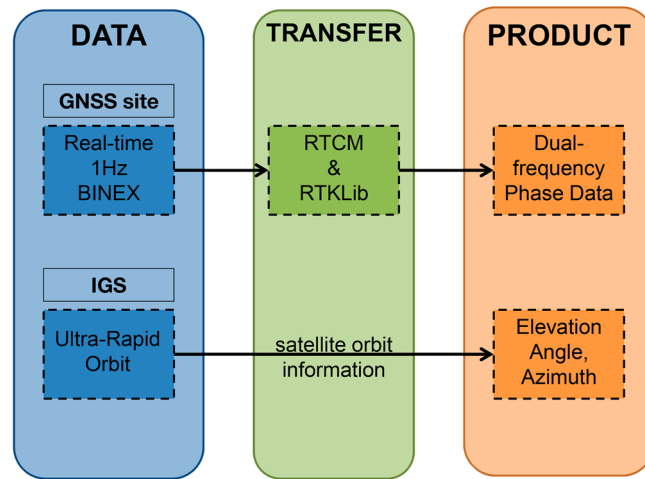 DATA
TRANSFER
PRODUCT
GNSS site
Real-time
1Hz
BINEX
RTCM
&
RTKLib
Dual-
frequency
Phase Data
IGS
Ultra-Rapid
Orbit
satellite orbit
information
Elevation
Angle,
Azimuth